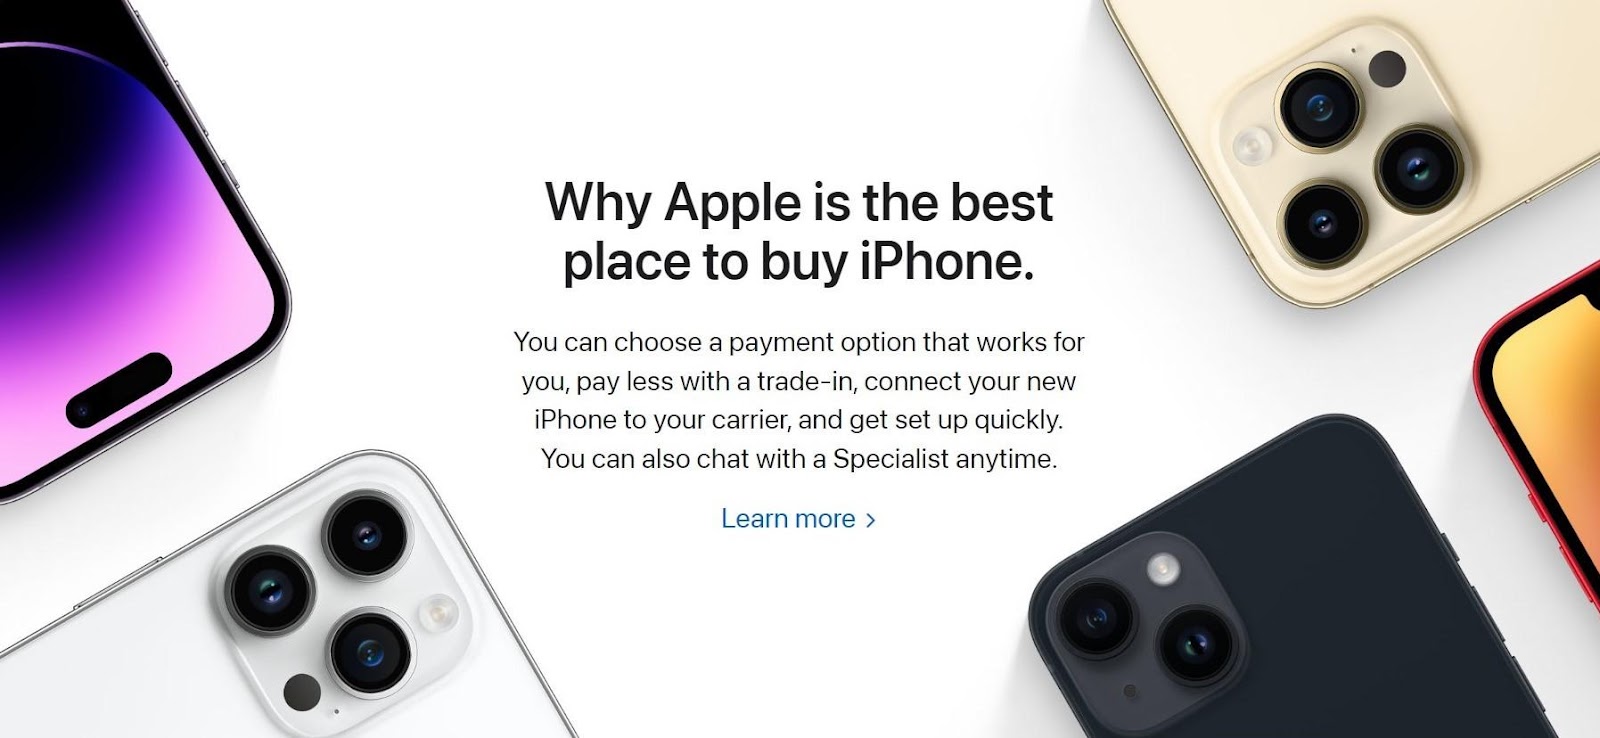 Why Apple is the best
place to buy iPhone.
You can choose a payment option that works for
you, pay less with a trade-in, connect your new
iPhone to your carrier, and get set up quickly.
You can also chat with a Specialist anytime.
Learn more >